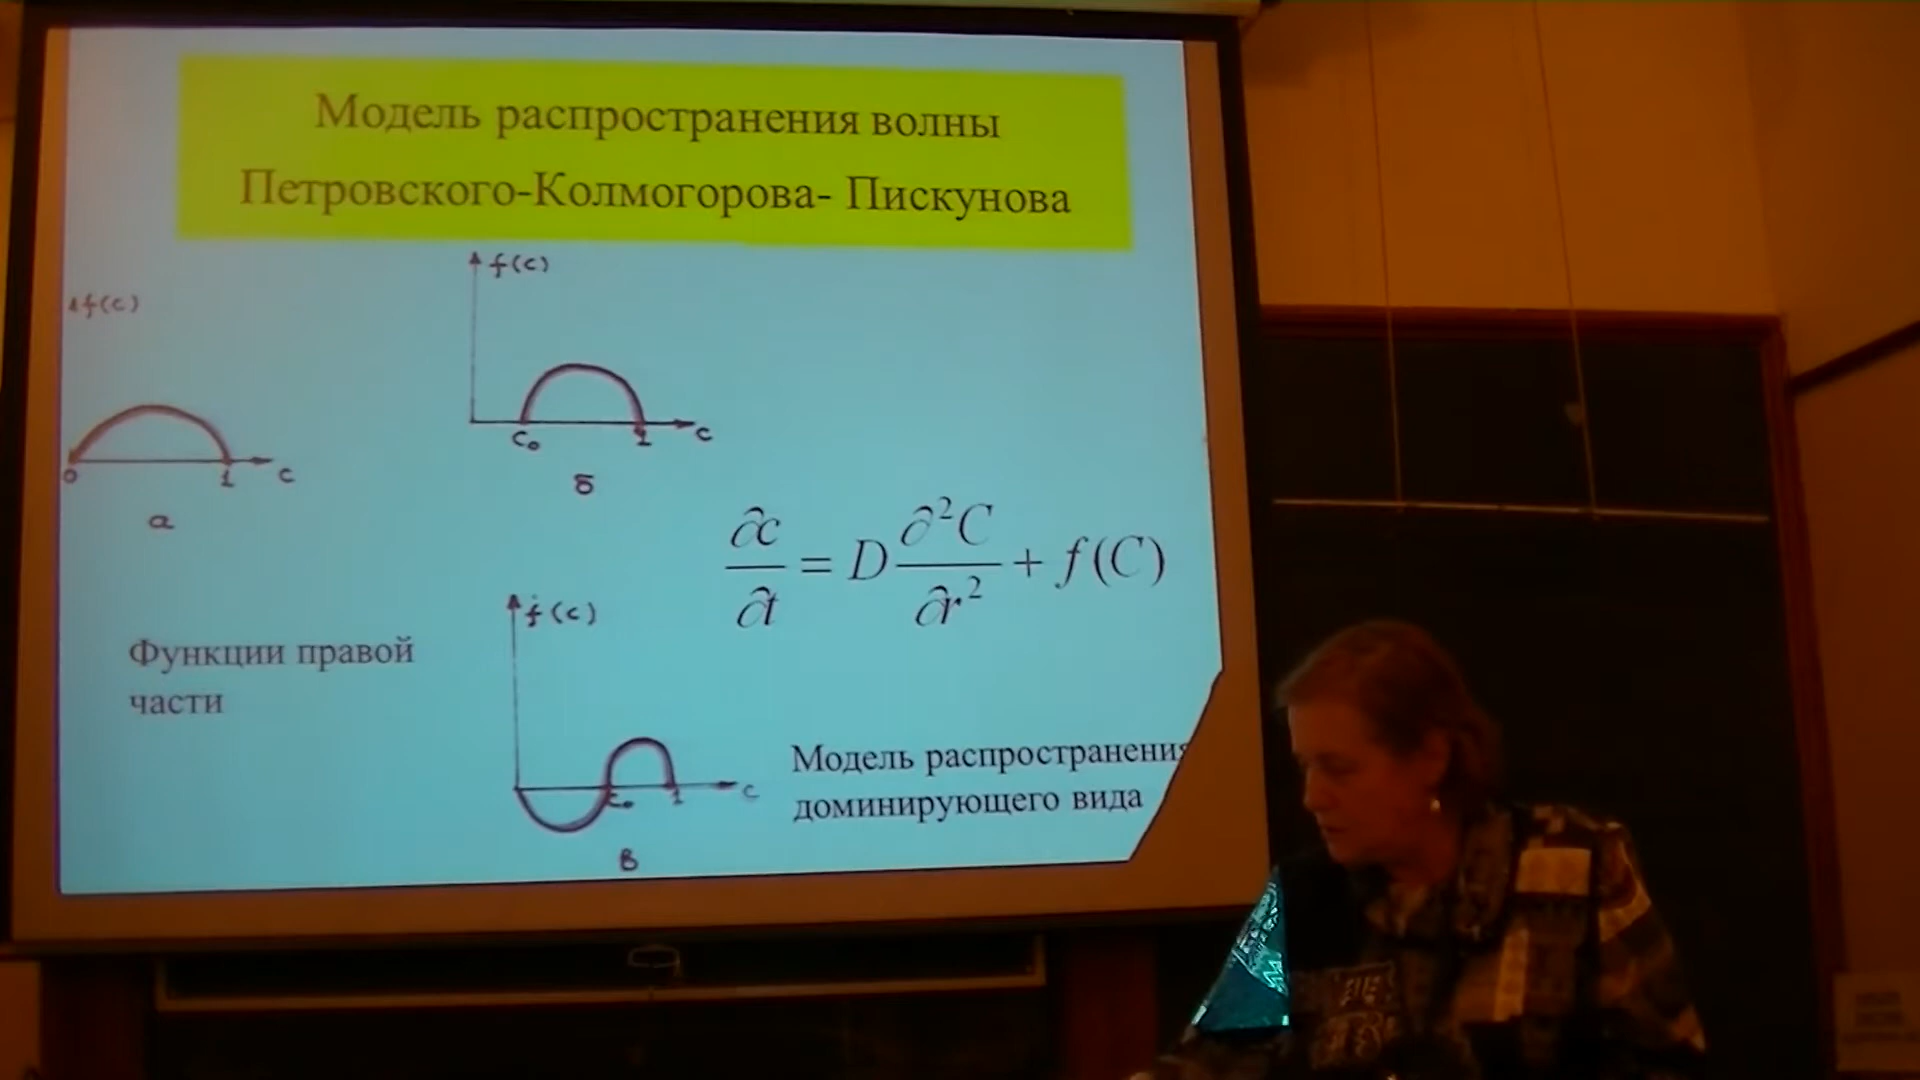 Модель распространения волны
Петровского-Колмогорова- Пискунова
f(c)
0
1
c
а
f(c)
C₀
1
c
б
∂c/∂t = D ∂²C/∂r² + f(C)
Функции правой
части
f(c)
C₀
1
c
в
Модель распространения
доминирующего вида